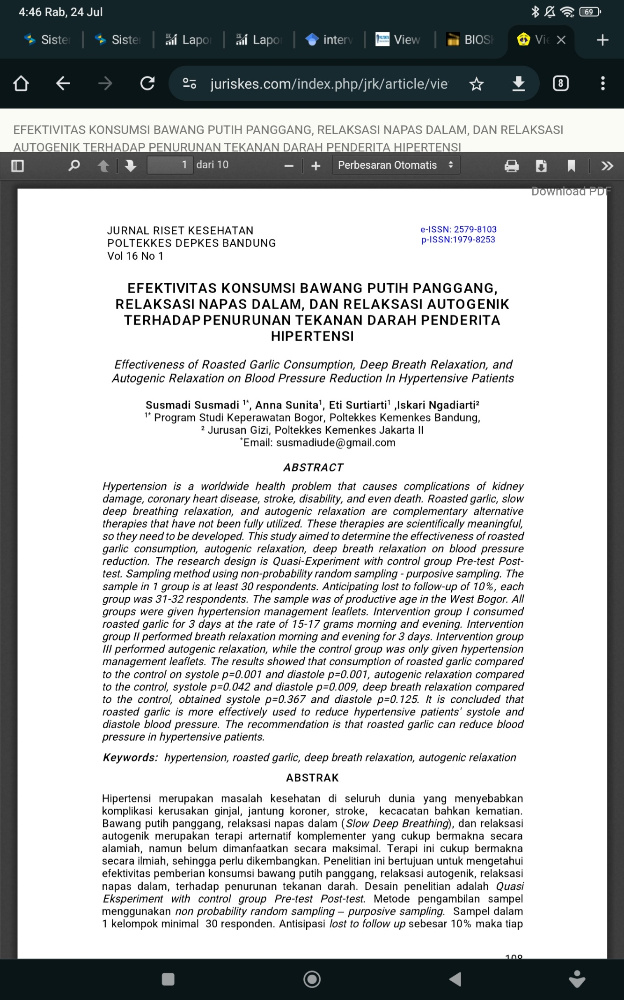 4:46 Rab, 24 Jul
69
Sister
Sister
Lapor
Lapor
interv
View
BIOSK
Vie
juriskes.com/index.php/jrk/article/vie
8
EFEKTIVITAS KONSUMSI BAWANG PUTIH PANGGANG, RELAKSASI NAPAS DALAM, DAN RELAKSASI
AUTOGENIK TERHADAP PENURUNAN TEKANAN DARAH PENDERITA HIPERTENSI
1 dari 10
Perbesaran Otomatis
Download PDF
JURNAL RISET KESEHATAN
POLTEKKES DEPKES BANDUNG
Vol 16 No 1
e-ISSN: 2579-8103
p-ISSN:1979-8253
EFEKTIVITAS KONSUMSI BAWANG PUTIH PANGGANG,
RELAKSASI NAPAS DALAM, DAN RELAKSASI AUTOGENIK
TERHADAP PENURUNAN TEKANAN DARAH PENDERITA
HIPERTENSI
Effectiveness of Roasted Garlic Consumption, Deep Breath Relaxation, and
Autogenic Relaxation on Blood Pressure Reduction In Hypertensive Patients
Susmadi Susmadi 1*, Anna Sunita1, Eti Surtiarti1 ,Iskari Ngadiarti²
1* Program Studi Keperawatan Bogor, Poltekkes Kemenkes Bandung,
² Jurusan Gizi, Poltekkes Kemenkes Jakarta II
*Email: susmadiude@gmail.com
ABSTRACT
Hypertension is a worldwide health problem that causes complications of kidney
damage, coronary heart disease, stroke, disability, and even death. Roasted garlic, slow
deep breathing relaxation, and autogenic relaxation are complementary alternative
therapies that have not been fully utilized. These therapies are scientifically meaningful,
so they need to be developed. This study aimed to determine the effectiveness of roasted
garlic consumption, autogenic relaxation, deep breath relaxation on blood pressure
reduction. The research design is Quasi-Experiment with control group Pre-test Post-
test. Sampling method using non-probability random sampling - purposive sampling. The
sample in 1 group is at least 30 respondents. Anticipating lost to follow-up of 10%, each
group was 31-32 respondents. The sample was of productive age in the West Bogor. All
groups were given hypertension management leaflets. Intervention group I consumed
roasted garlic for 3 days at the rate of 15-17 grams morning and evening. Intervention
group II performed breath relaxation morning and evening for 3 days. Intervention group
III performed autogenic relaxation, while the control group was only given hypertension
management leaflets. The results showed that consumption of roasted garlic compared
to the control on systole p=0.001 and diastole p=0.001, autogenic relaxation compared
to the control, systole p=0.042 and diastole p=0.009, deep breath relaxation compared
to the control, obtained systole p=0.367 and diastole p=0.125. It is concluded that
roasted garlic is more effectively used to reduce hypertensive patients' systole and
diastole blood pressure. The recommendation is that roasted garlic can reduce blood
pressure in hypertensive patients.
Keywords: hypertension, roasted garlic, deep breath relaxation, autogenic relaxation
ABSTRAK
Hipertensi merupakan masalah kesehatan di seluruh dunia yang menyebabkan
komplikasi kerusakan ginjal, jantung koroner, stroke, kecacatan bahkan kematian.
Bawang putih panggang, relaksasi napas dalam (Slow Deep Breathing), dan relaksasi
autogenik merupakan terapi arternatif komplementer yang cukup bermakna secara
alamiah, namun belum dimanfaatkan secara maksimal. Terapi ini cukup bermakna
secara ilmiah, sehingga perlu dikembangkan. Penelitian ini bertujuan untuk mengetahui
efektivitas pemberian konsumsi bawang putih panggang, relaksasi autogenik, relaksasi
napas dalam, terhadap penurunan tekanan darah. Desain penelitian adalah Quasi
Eksperiment with control group Pre-test Post-test. Metode pengambilan sampel
menggunakan non probability random sampling – purposive sampling. Sampel dalam
1 kelompok minimal 30 responden. Antisipasi lost to follow up sebesar 10% maka tiap